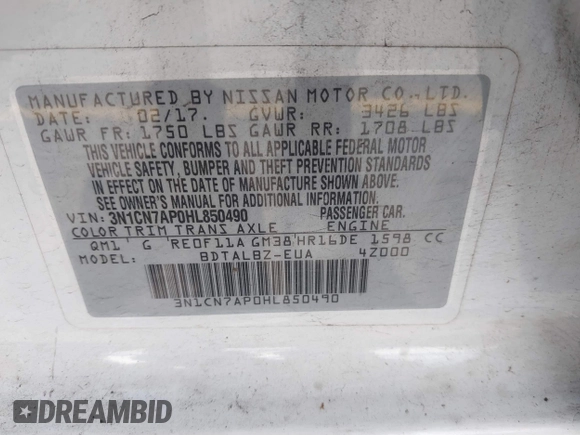 MANUFACTURED BY NISSAN MOTOR CO., LTD.
DATE: 02/17. GVWR: 3426 LBS
GAWR FR: 1750 LBS GAWR RR: 1708 LBS
THIS VEHICLE CONFORMS TO ALL APPLICABLE FEDERAL MOTOR
VEHICLE SAFETY, BUMPER, AND THEFT PREVENTION STANDARDS
IN EFFECT ON THE DATE OF MANUFACTURE SHOWN ABOVE.
SEE OWNER'S MANUAL FOR ADDITIONAL INFORMATION.
VIN: 3N1CN7AP0HL850490 PASSENGER CAR.
COLOR TRIM TRANS AXLE ENGINE
QM1' G 'RE0F11A GM38'HR16DE 1598 CC
MODEL: BDTALBZ-EUA 4Z000
3N1CN7AP0HL850490
DREAMBID